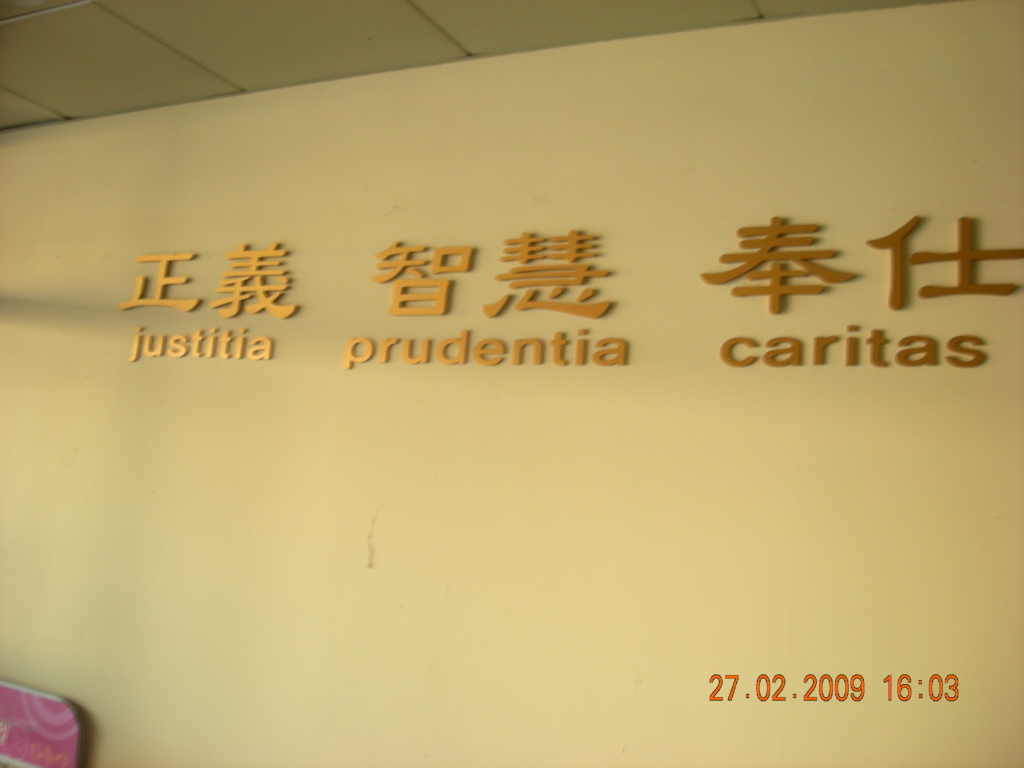 正義 智慧 奉仕
justitia prudentia caritas
27.02.2009 16:03